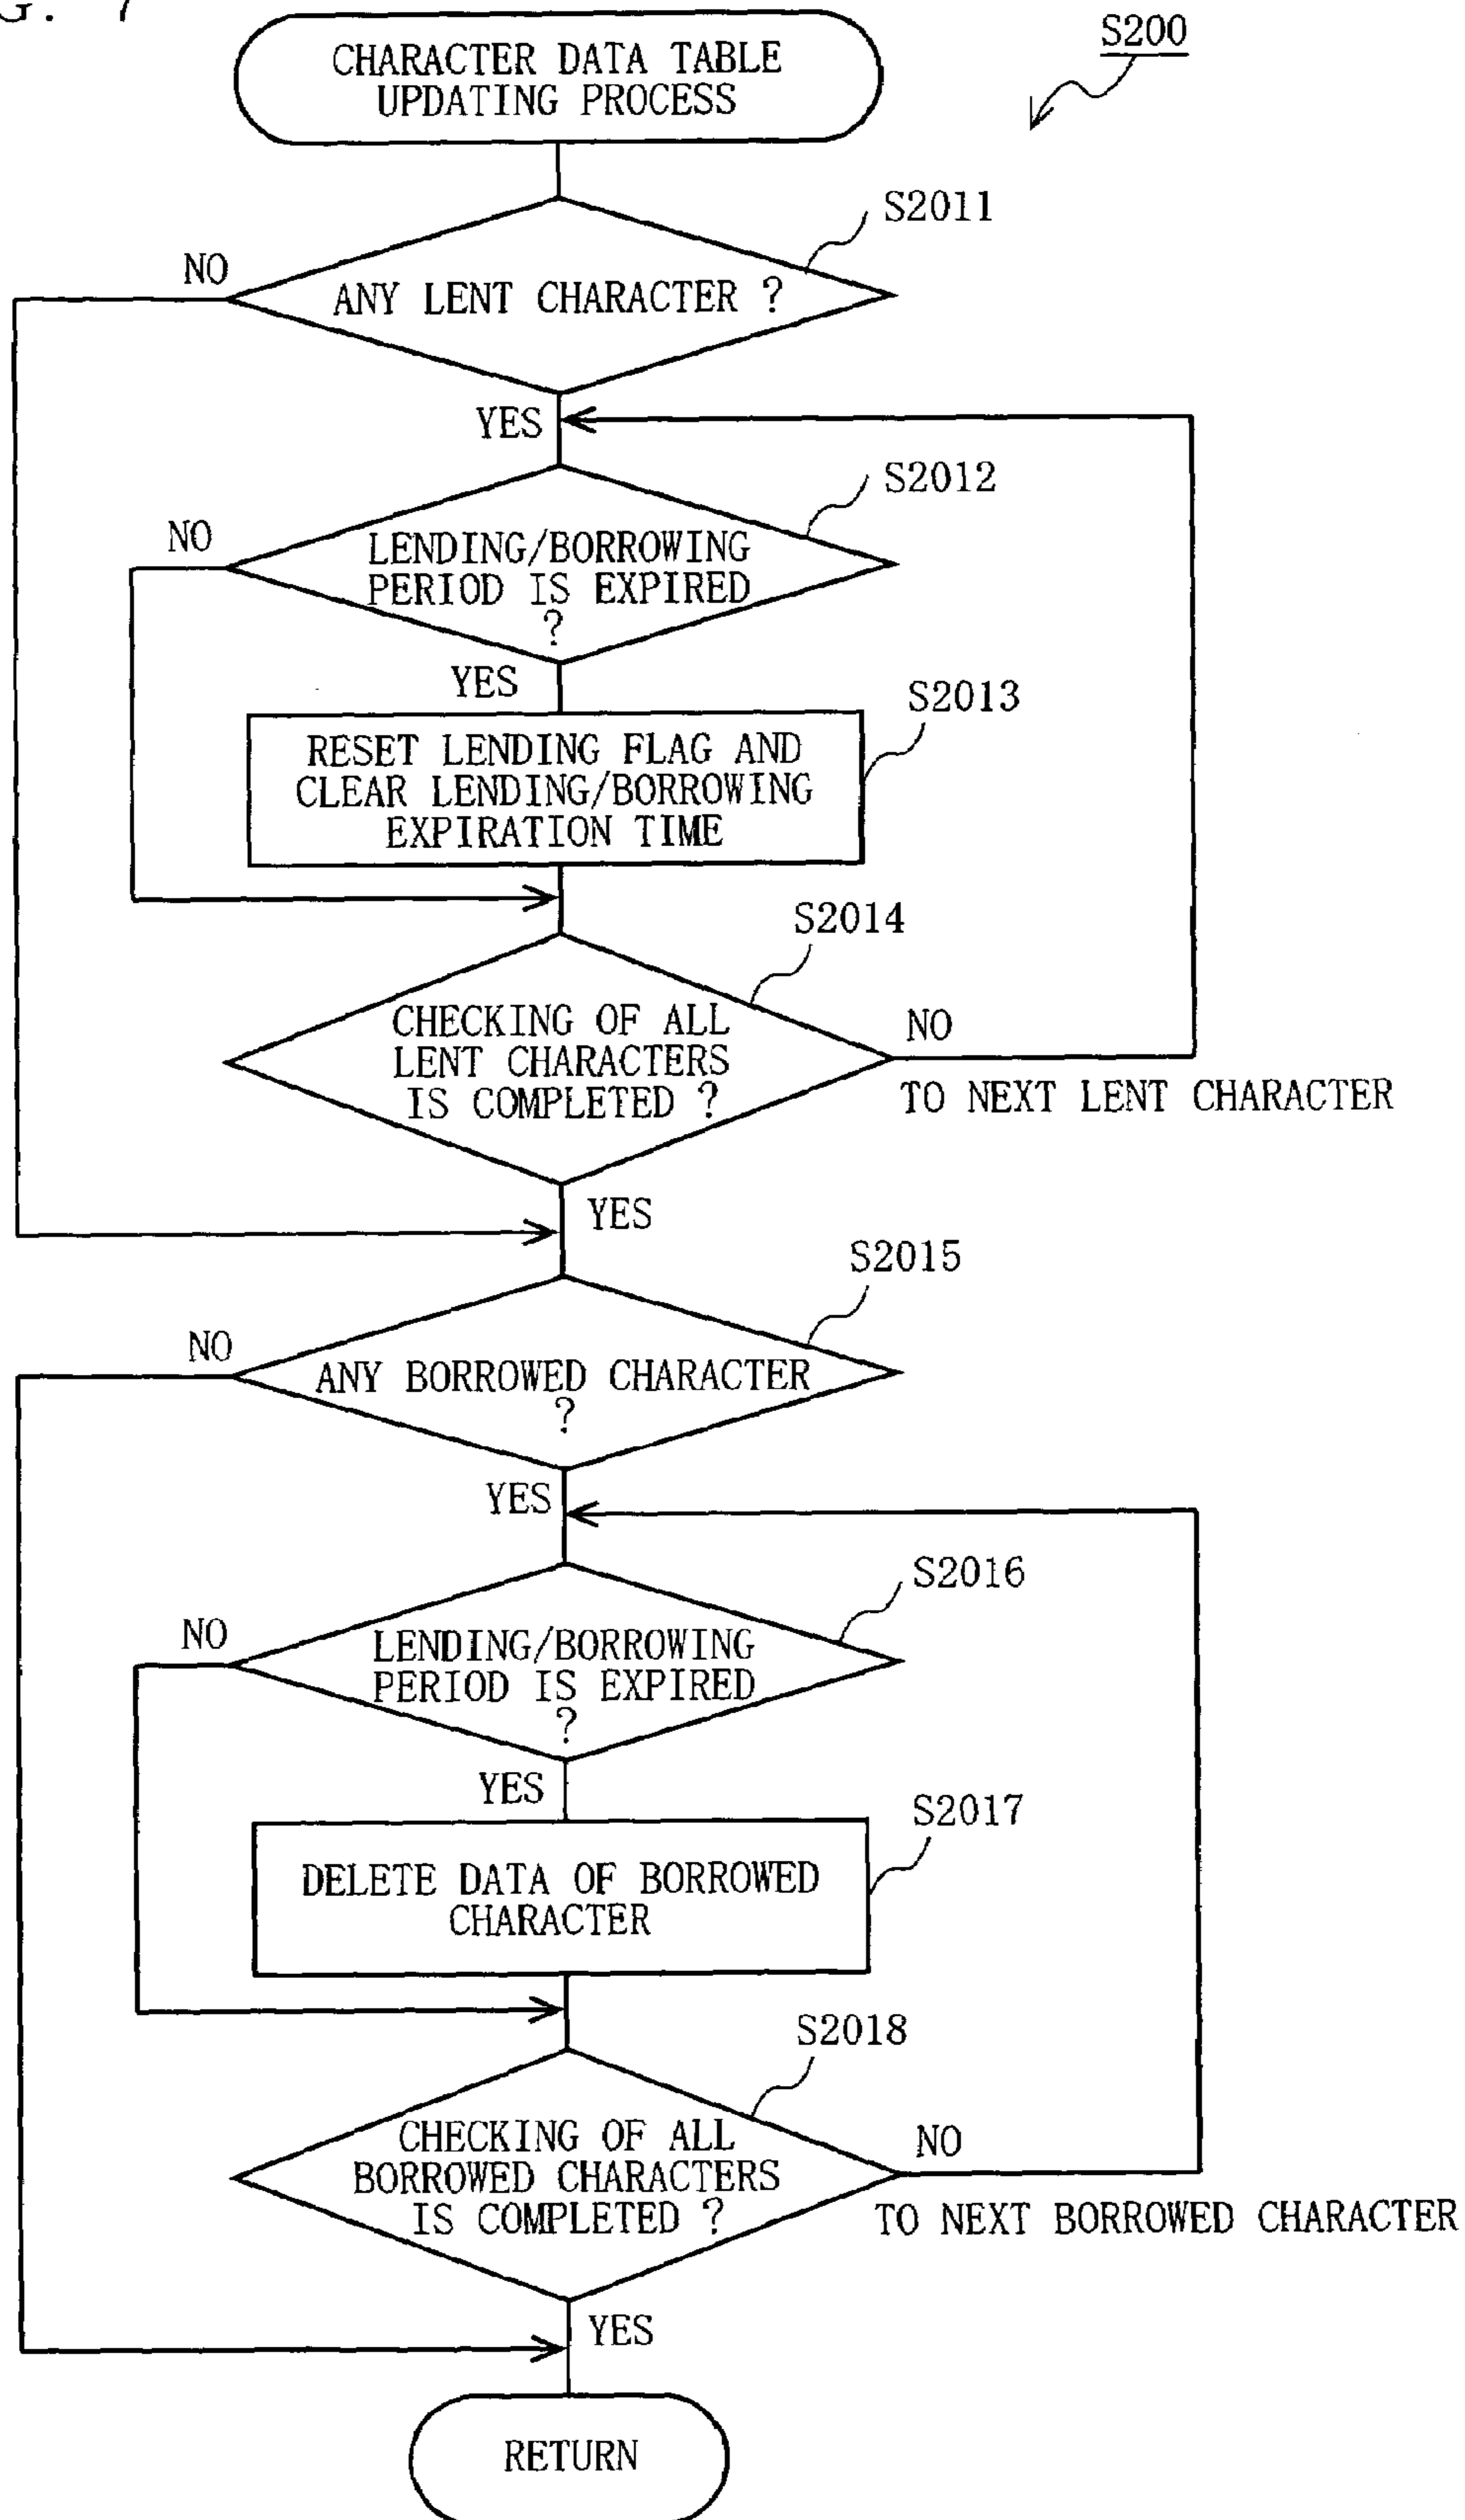 G. 7
S200
CHARACTER DATA TABLE
UPDATING PROCESS
S2011
NO
ANY LENT CHARACTER ?
YES
S2012
NO
LENDING/BORROWING
PERIOD IS EXPIRED
?
YES
S2013
RESET LENDING FLAG AND
CLEAR LENDING/BORROWING
EXPIRATION TIME
S2014
CHECKING OF ALL
LENT CHARACTERS
IS COMPLETED ?
NO
TO NEXT LENT CHARACTER
YES
S2015
NO
ANY BORROWED CHARACTER
?
YES
S2016
NO
LENDING/BORROWING
PERIOD IS EXPIRED
?
YES
S2017
DELETE DATA OF BORROWED
CHARACTER
S2018
CHECKING OF ALL
BORROWED CHARACTERS
IS COMPLETED ?
NO
TO NEXT BORROWED CHARACTER
YES
RETURN